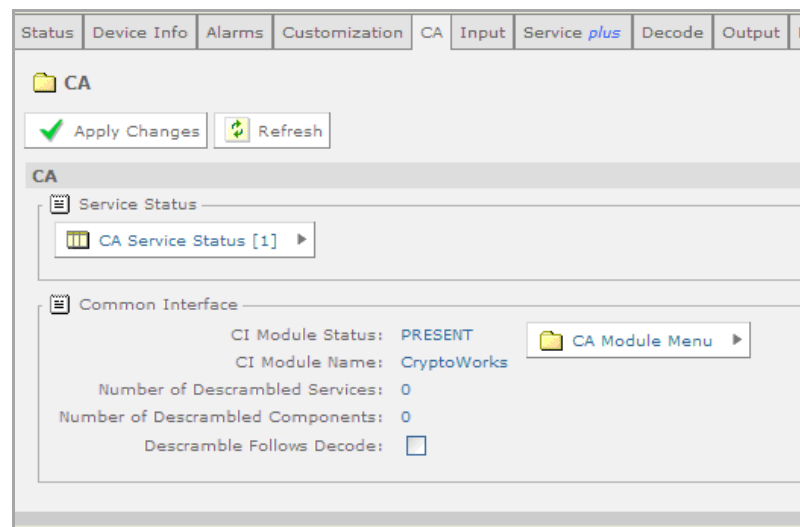 Status Device Info Alarms Customization CA Input Service plus Decode Output
CA
Apply Changes Refresh
CA
Service Status
CA Service Status [1]
Common Interface
CI Module Status: PRESENT CA Module Menu
CI Module Name: CryptoWorks
Number of Descrambled Services: 0
Number of Descrambled Components: 0
Descramble Follows Decode: